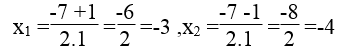 x₁ = (-7 +1)/2.1 = -6/2 = -3 , x₂ = (-7 -1)/2.1 = -8/2 = -4